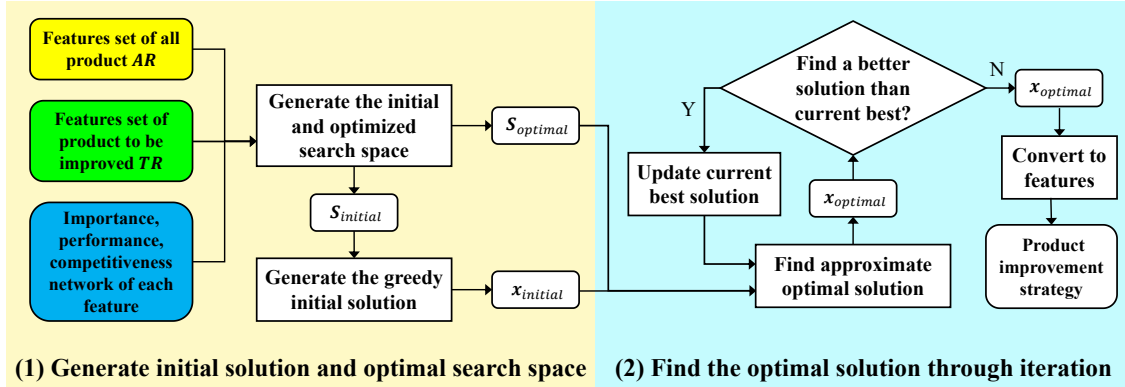 Features set of all
product AR
Features set of
product to be
improved TR
Importance,
performance,
competitiveness
network of each
feature
Generate the initial
and optimized
search space
S_optimal
S_initial
Generate the greedy
initial solution
x_initial
(1) Generate initial solution and optimal search space
Find a better
solution than
current best?
Y
N
Update current
best solution
x_optimal
Find approximate
optimal solution
x_optimal
Convert to
features
Product
improvement
strategy
(2) Find the optimal solution through iteration